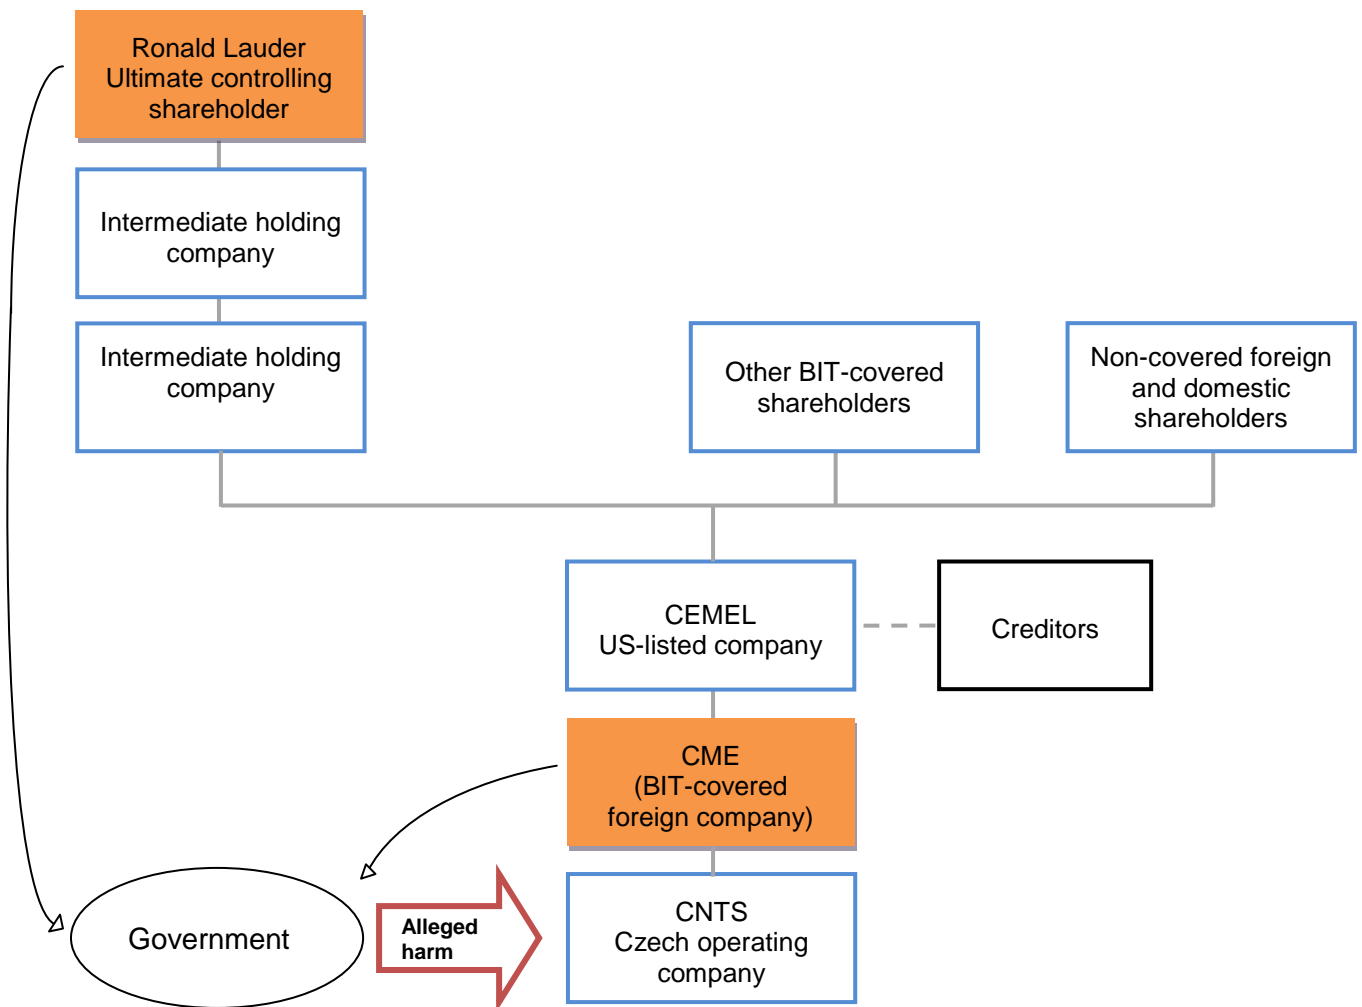 Ronald Lauder
Ultimate controlling
shareholder
Intermediate holding
company
Intermediate holding
company
Other BIT-covered
shareholders
Non-covered foreign
and domestic
shareholders
CEMEL
US-listed company
Creditors
CME
(BIT-covered
foreign company)
Government
Alleged
harm
CNTS
Czech operating
company